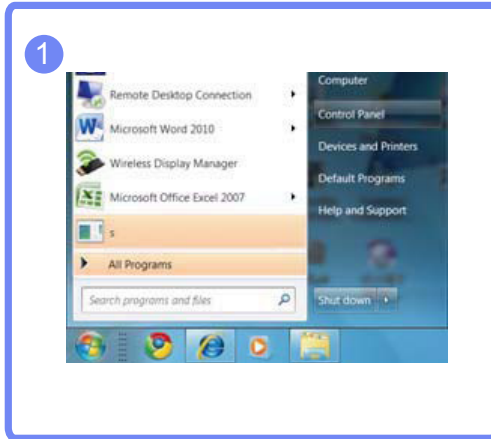 1
Remote Desktop Connection
Microsoft Word 2010
Wireless Display Manager
Microsoft Office Excel 2007
s
All Programs
Search programs and files
Computer
Control Panel
Devices and Printers
Default Programs
Help and Support
Shut down